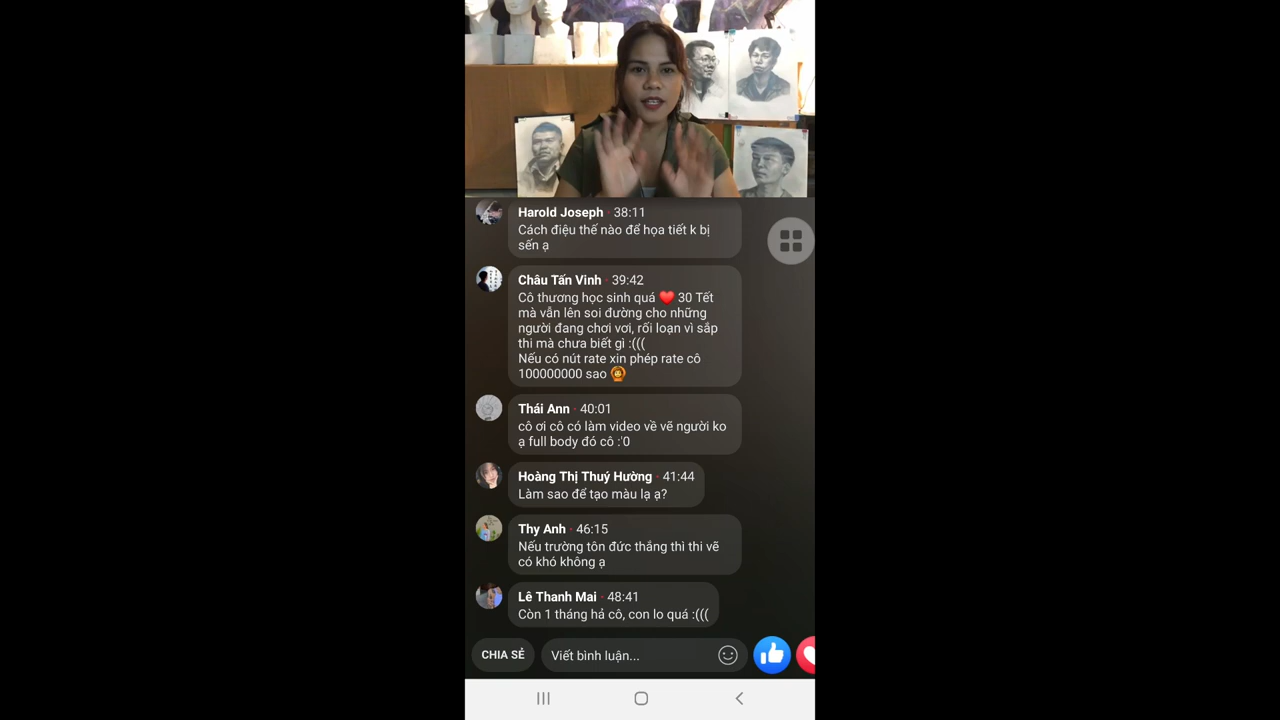 Harold Joseph · 38:11
Cách điệu thế nào để họa tiết k bị
sến ạ
Châu Tấn Vinh · 39:42
Cô thương học sinh quá ❤️ 30 Tết
mà vẫn lên soi đường cho những
người đang chơi vơi, rối loạn vì sắp
thi mà chưa biết gì :(((
Nếu có nút rate xin phép rate cô
100000000 sao 🙆
Thái Ann · 40:01
cô ơi cô có làm video về vẽ người ko
ạ full body đó cô :'0
Hoàng Thị Thuý Hường · 41:44
Làm sao để tạo màu lạ ạ?
Thy Anh · 46:15
Nếu trường tôn đức thắng thì thi vẽ
có khó không ạ
Lê Thanh Mai · 48:41
Còn 1 tháng hả cô, con lo quá :(((
CHIA SẺ
Viết bình luận...